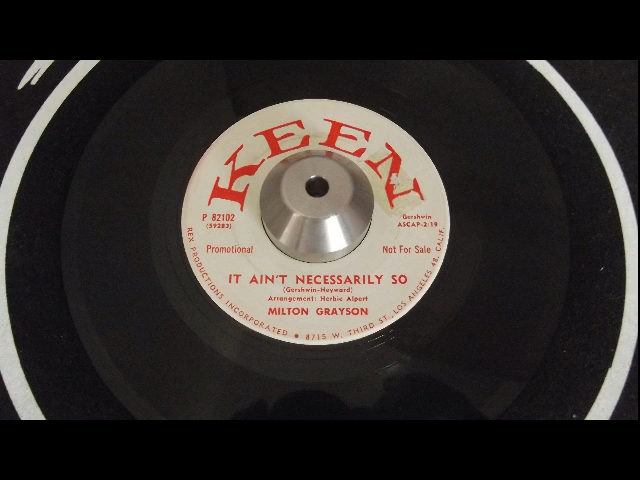 KEEN
P 82102
(59283)
Gershwin
ASCAP-2:19
Promotional
Not For Sale
IT AIN'T NECESSARILY SO
(Gershwin-Heyward)
Arrangement: Herbie Alpert
MILTON GRAYSON
REX PRODUCTIONS INCORPORATED • 8715 W. THIRD ST., LOS ANGELES 48, CALIF.